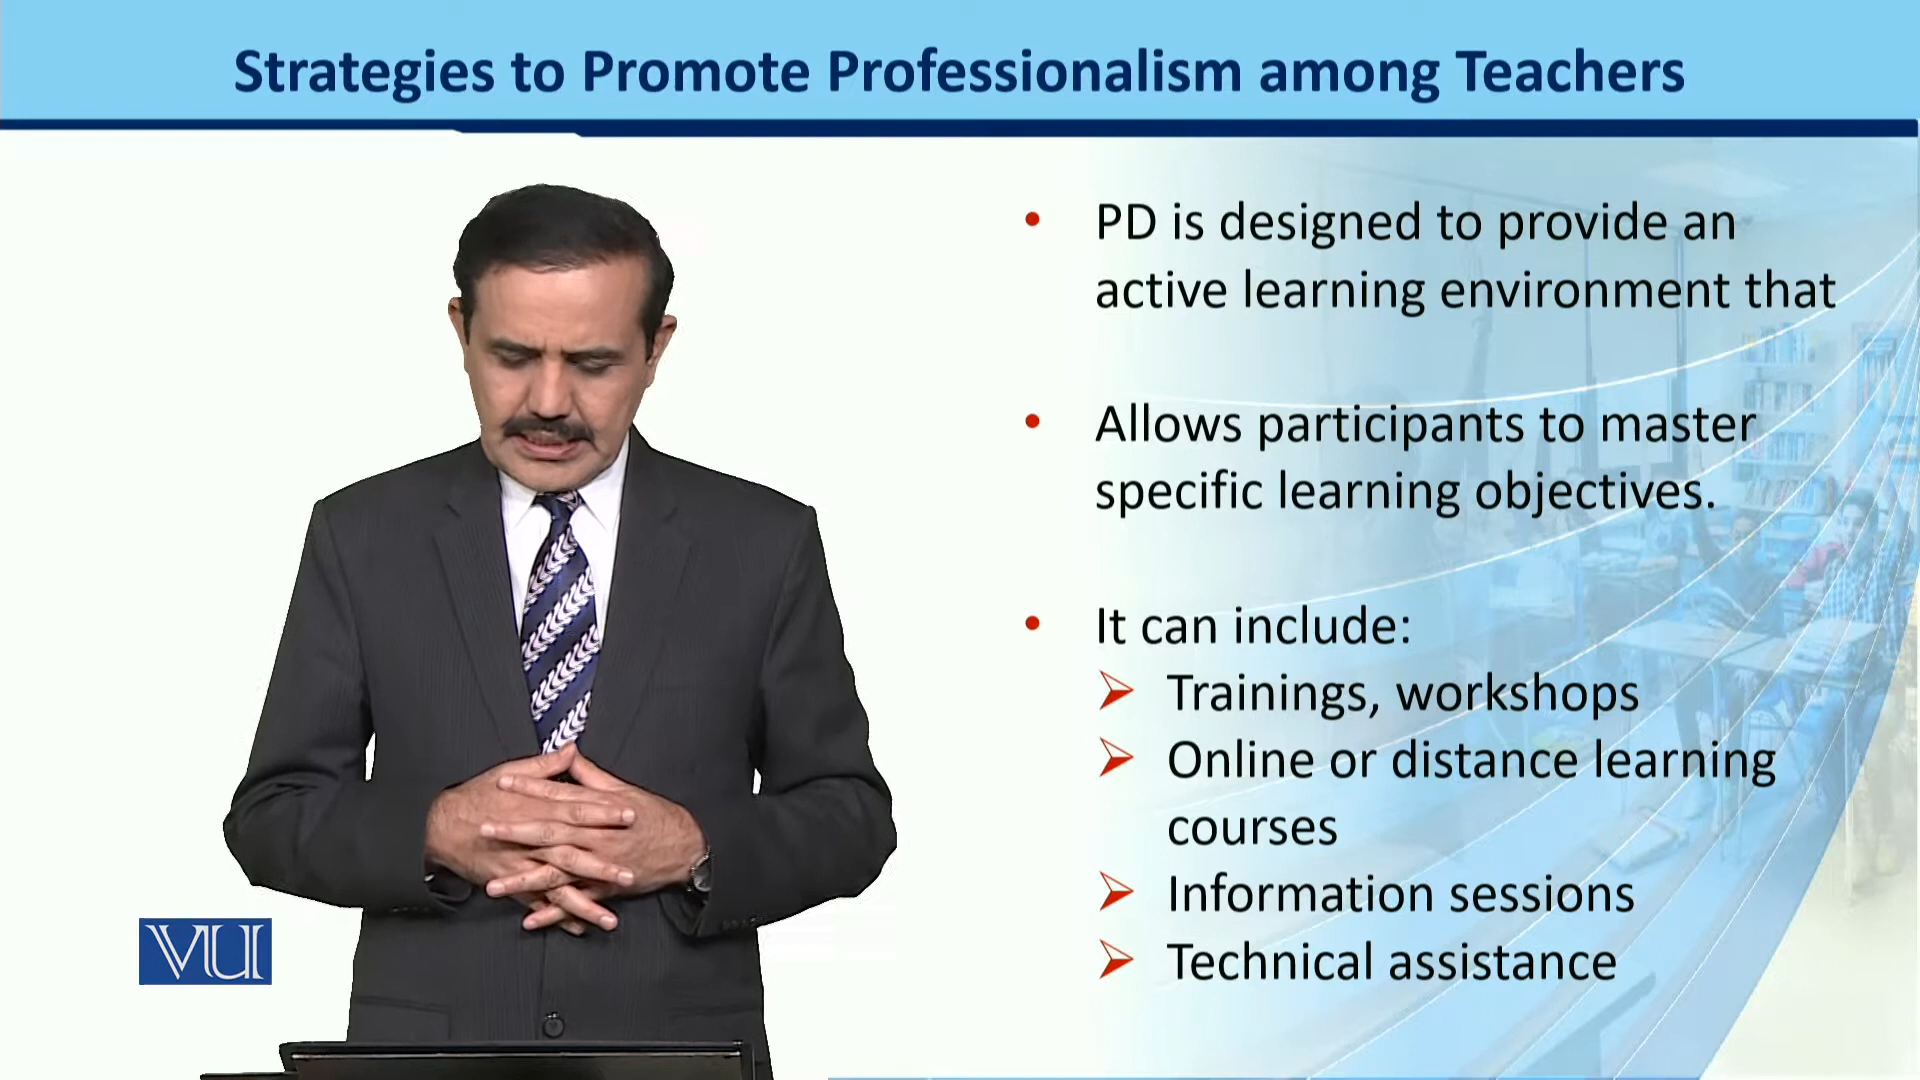 Strategies to Promote Professionalism among Teachers
• PD is designed to provide an
active learning environment that
• Allows participants to master
specific learning objectives.
• It can include:
➢ Trainings, workshops
➢ Online or distance learning
courses
➢ Information sessions
➢ Technical assistance
VU